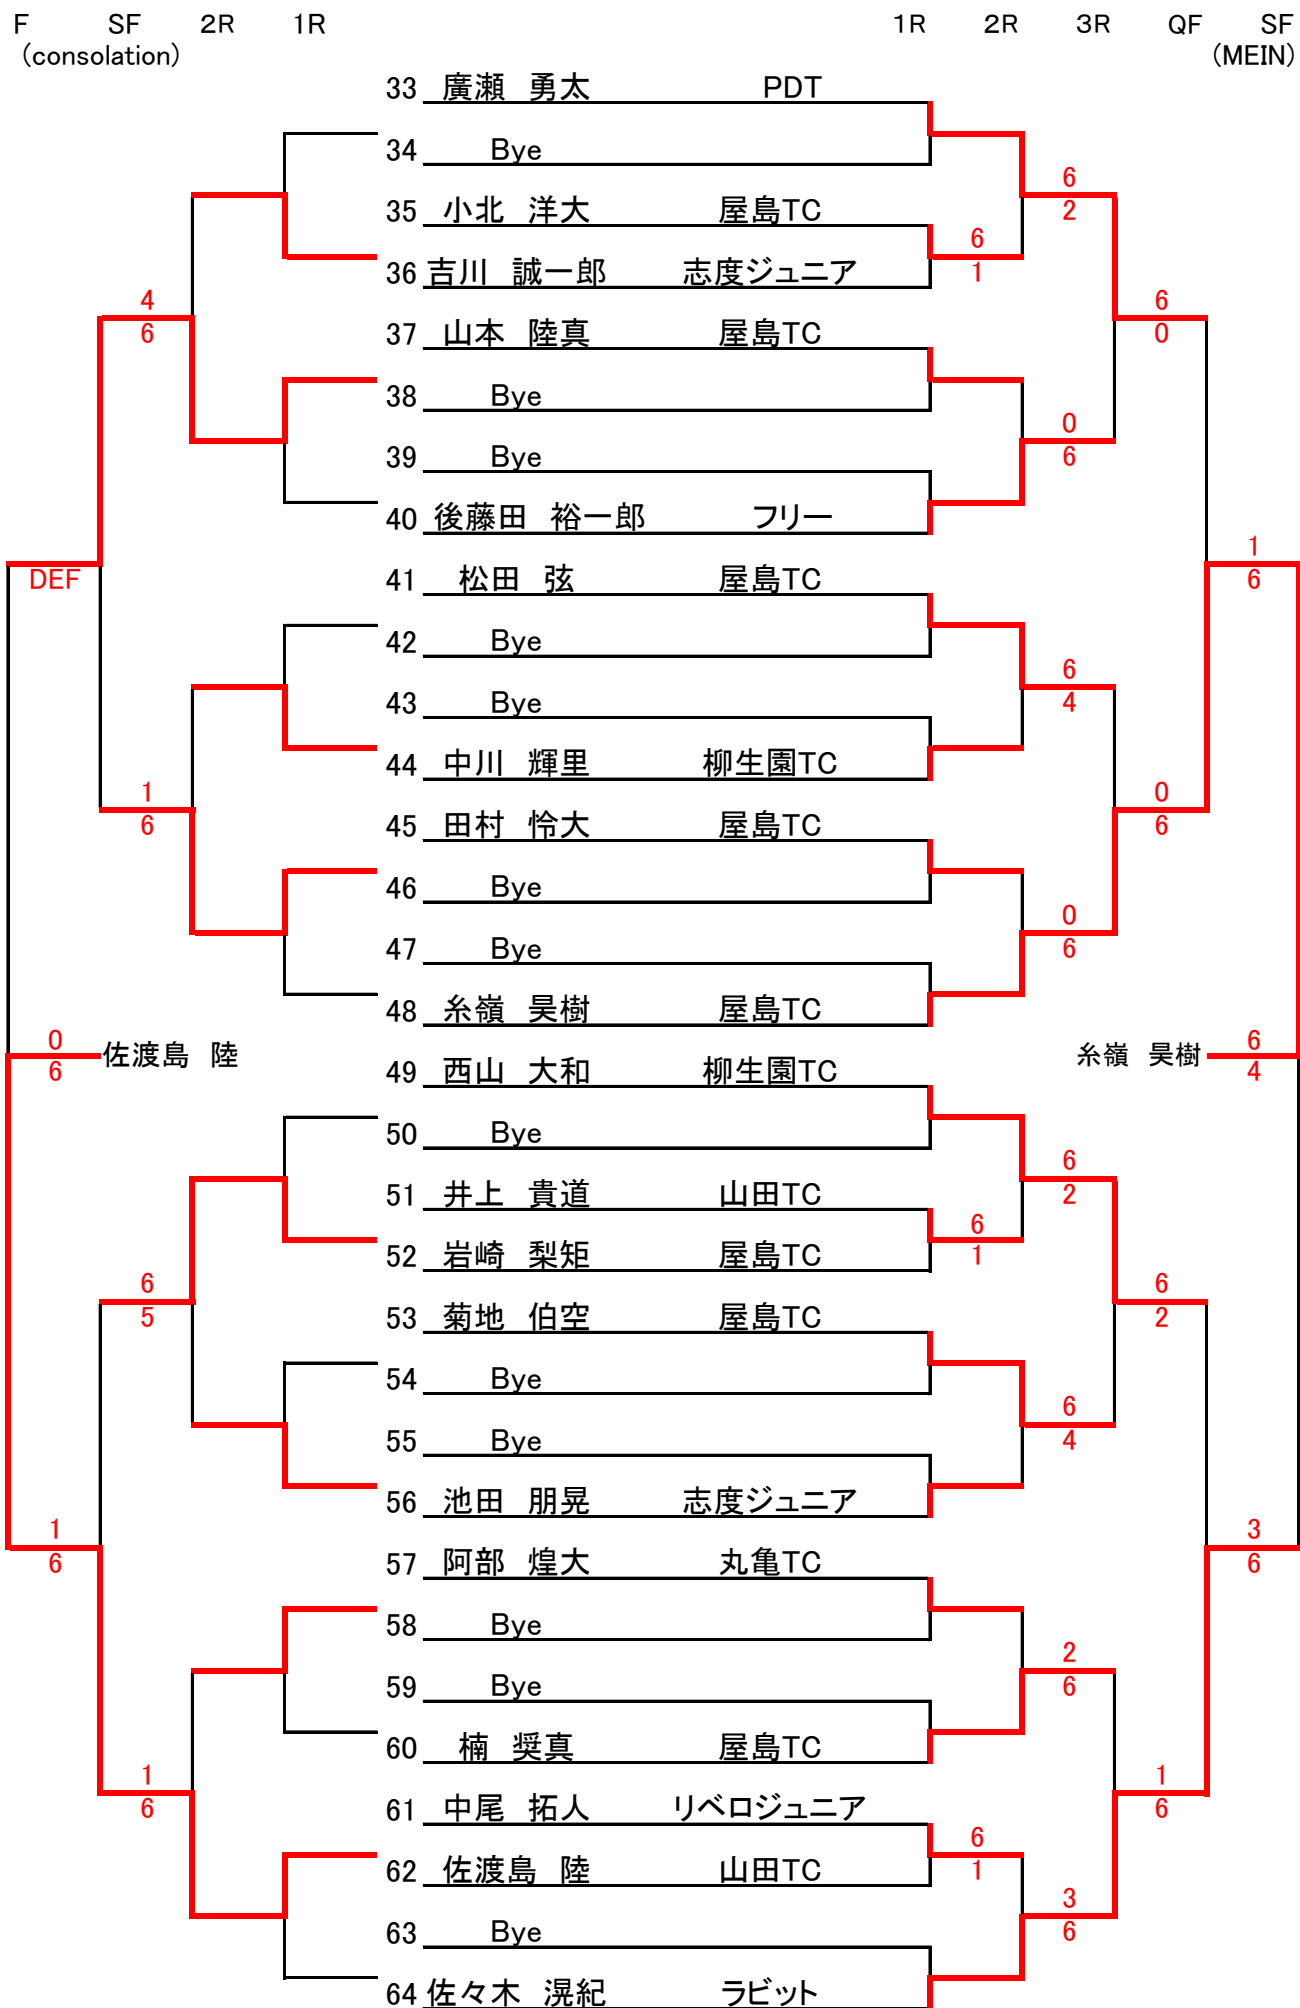 F SF 2R 1R 1R 2R 3R QF SF
(consolation) (MEIN)
33 廣瀬 勇太 PDT
34 Bye
6
35 小北 洋大 屋島TC 2
6
36 吉川 誠一郎 志度ジュニア 1
4 6
6 37 山本 陸真 屋島TC 0
38 Bye
0
39 Bye 6
40 後藤田 裕一郎 フリー
1
DEF 41 松田 弦 屋島TC 6
42 Bye
6
43 Bye 4
44 中川 輝里 柳生園TC
1 0
6 45 田村 怜大 屋島TC 6
46 Bye
0
47 Bye 6
48 糸嶺 昊樹 屋島TC
0 6
佐渡島 陸 糸嶺 昊樹
6 49 西山 大和 柳生園TC 4
50 Bye
6
51 井上 貴道 山田TC 2
6
52 岩崎 梨矩 屋島TC 1
6 6
5 53 菊地 伯空 屋島TC 2
54 Bye
6
55 Bye 4
56 池田 朋晃 志度ジュニア
1 3
6 57 阿部 煌大 丸亀TC 6
58 Bye
2
59 Bye 6
60 楠 奨真 屋島TC
1 1
6 61 中尾 拓人 リベロジュニア 6
6
62 佐渡島 陸 山田TC 1
3
63 Bye 6
64 佐々木 滉紀 ラビット